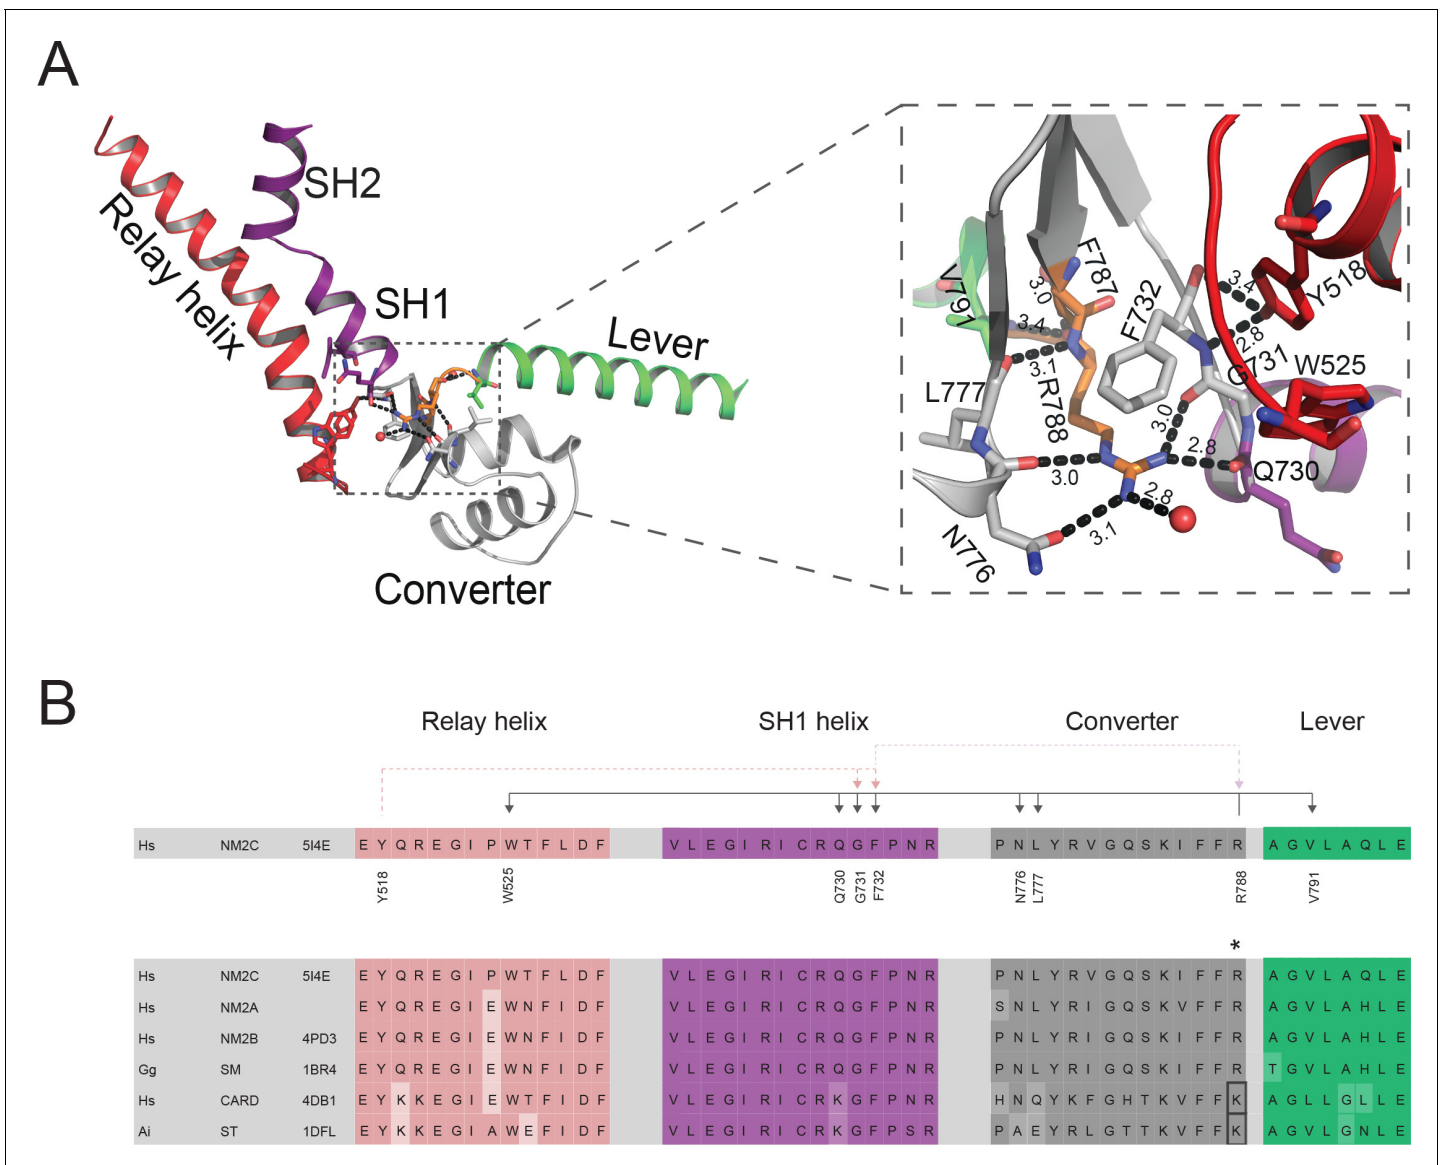 A
SH2
Relay helix
SH1
Lever
Converter
V791
3.0
F787
3.4
3.1
L777
R788
F732
3.4
2.8
Y518
G731
W525
3.0
2.8
Q730
3.0
2.8
3.1
N776
B
Relay helix SH1 helix Converter Lever
Hs NM2C 5I4E E Y Q R E G I P W T F L D F V L E G I R I C R Q G F P N R P N L Y R V G Q S K I F F R A G V L A Q L E
Y518 W525 Q730 G731 F732 N776 L777 R788 V791
*
Hs NM2C 5I4E E Y Q R E G I P W T F L D F V L E G I R I C R Q G F P N R P N L Y R V G Q S K I F F R A G V L A Q L E
Hs NM2A E Y Q R E G I E W N F I D F V L E G I R I C R Q G F P N R S N L Y R I G Q S K V F F R A G V L A H L E
Hs NM2B 4PD3 E Y Q R E G I E W N F I D F V L E G I R I C R Q G F P N R P N L Y R I G Q S K I F F R A G V L A H L E
Gg SM 1BR4 E Y Q R E G I E W N F I D F V L E G I R I C R Q G F P N R P N L Y R I G Q S K I F F R T G V L A H L E
Hs CARD 4DB1 E Y K K E G I E W T F I D F V L E G I R I C R K G F P N R H N Q Y K F G H T K V F F K A G L L G L L E
Ai ST 1DFL E Y K K E G I A W E F I D F V L E G I R I C R K G F P S R P A E Y R L G T T K V F F K A G V L G N L E